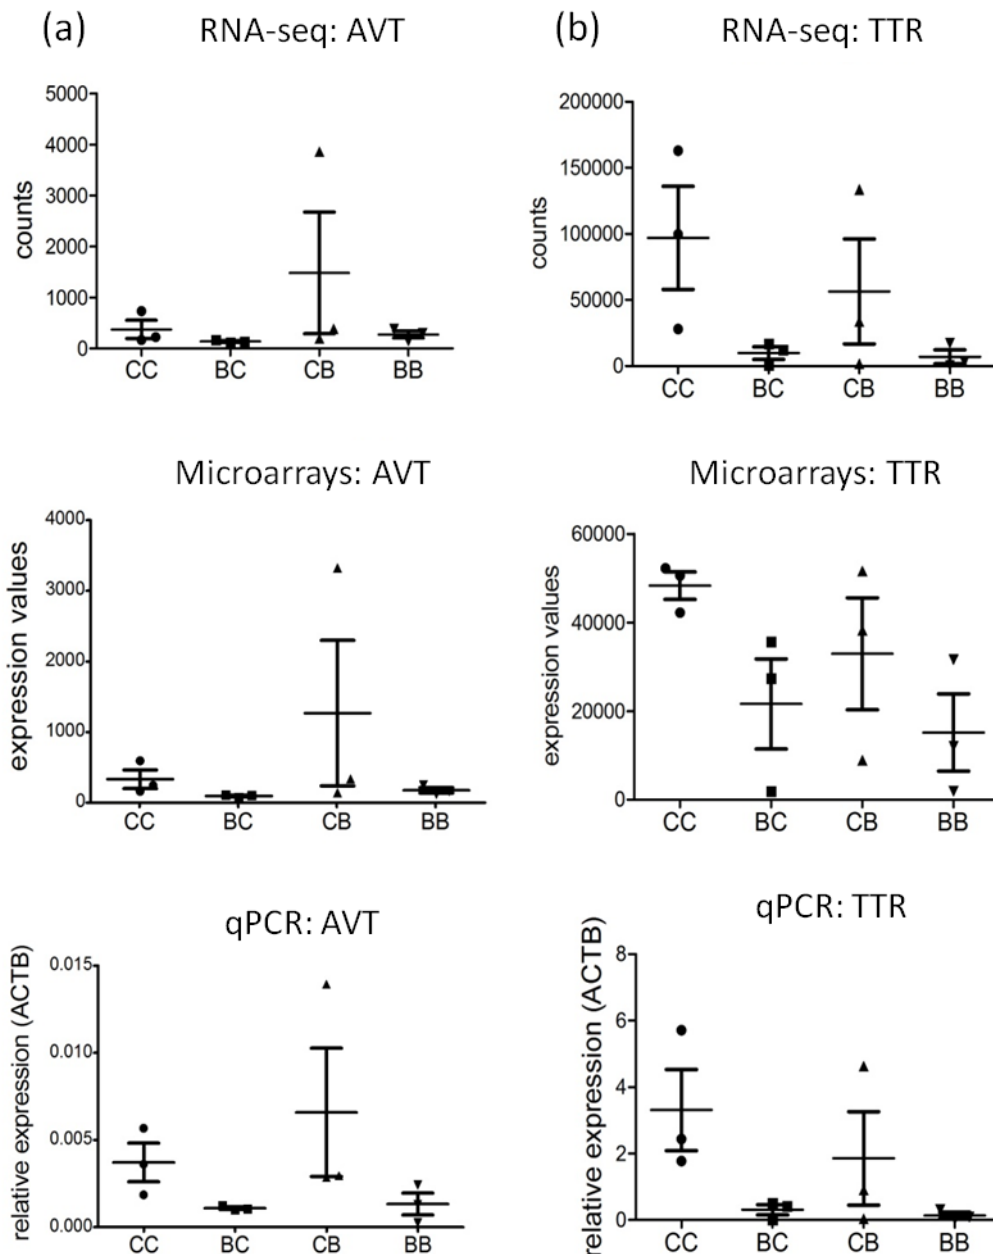 (a) RNA-seq: AVT
5000
4000
3000
2000
1000
0
counts
CC BC CB BB
(b) RNA-seq: TTR
200000
150000
100000
50000
0
counts
CC BC CB BB
Microarrays: AVT
4000
3000
2000
1000
0
expression values
CC BC CB BB
Microarrays: TTR
60000
40000
20000
0
expression values
CC BC CB BB
qPCR: AVT
0.015
0.010
0.005
0.000
relative expression (ACTB)
CC BC CB BB
qPCR: TTR
8
6
4
2
0
relative expression (ACTB)
CC BC CB BB